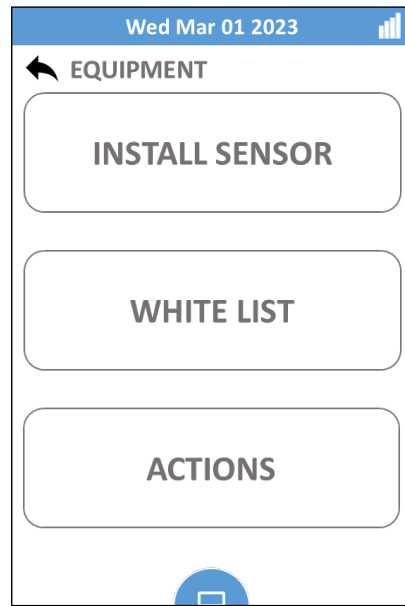 Wed Mar 01 2023
EQUIPMENT
INSTALL SENSOR
WHITE LIST
ACTIONS